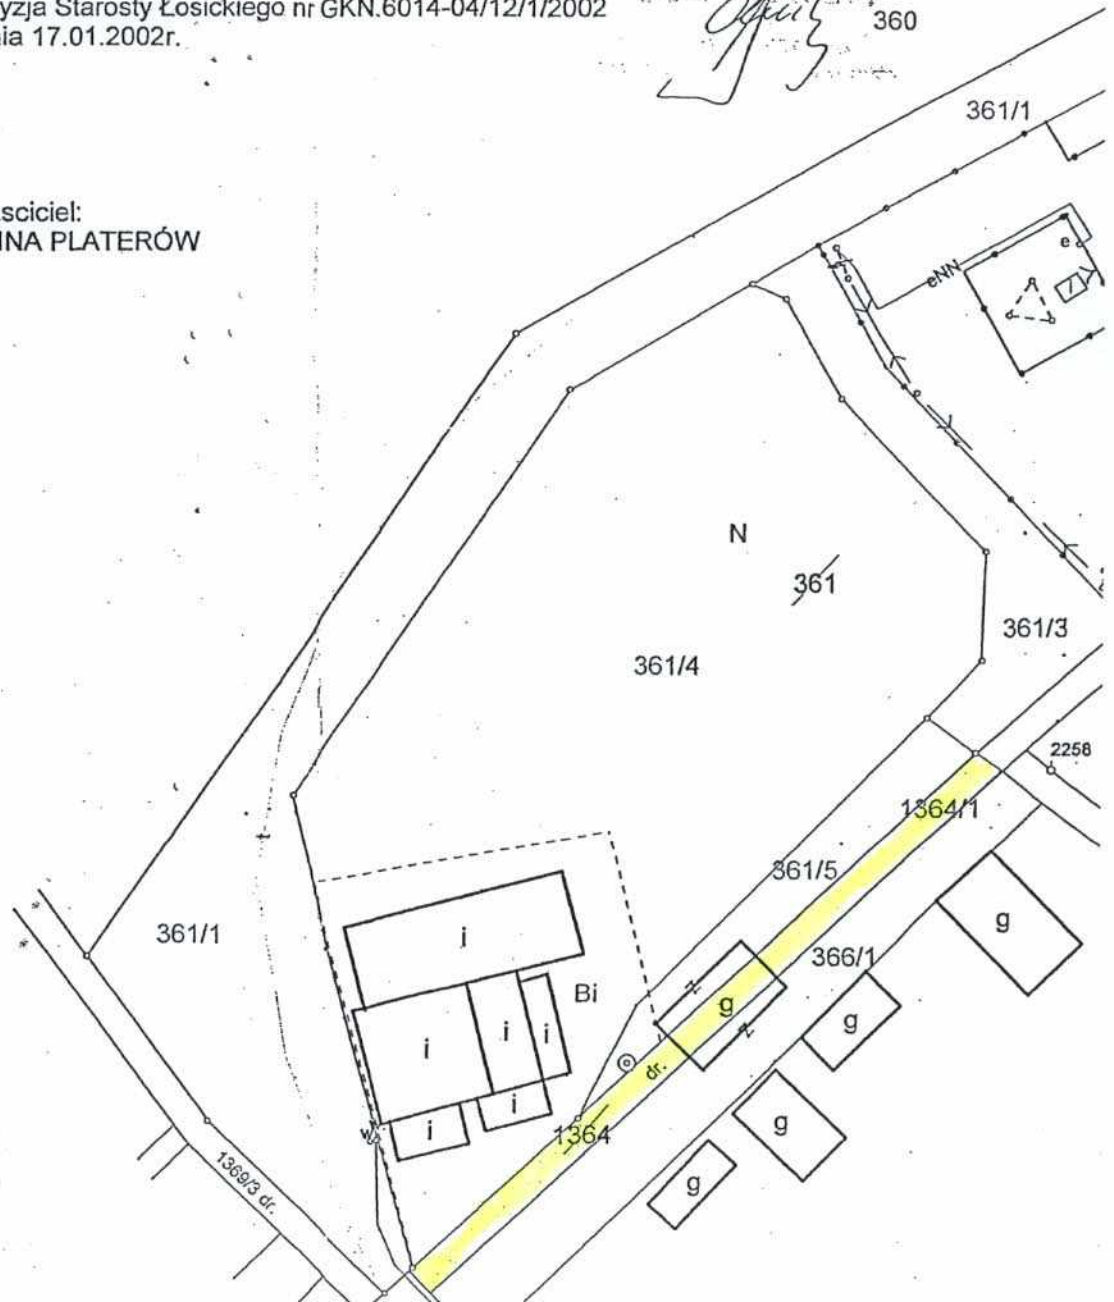 yzja Starosty Łosickiego nr GKN.6014-04/12/1/2002
nia 17.01.2002r.
360
361/1
ściciel:
INA PLATERÓW
e
eNN
N
361
361/3
361/4
2258
1364/1
361/5
361/1
g
366/1
i
Bi
g
g
i
i
i
dr.
i
g
i
1364
w
1369/3 dr.
g